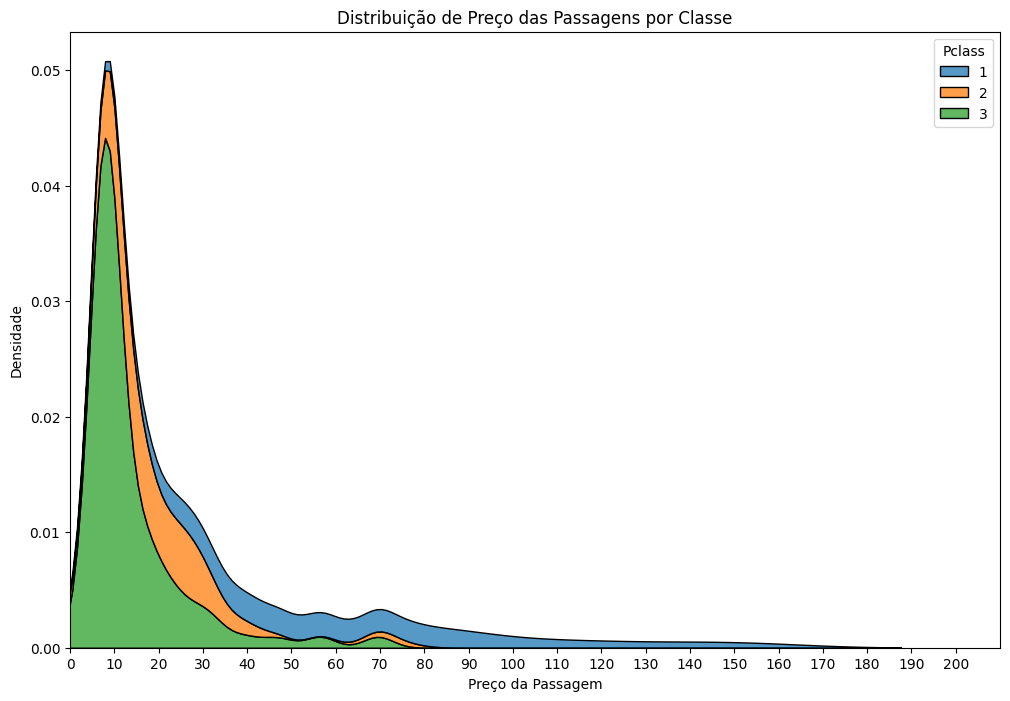 Distribuição de Preço das Passagens por Classe
Pclass
1
2
3
Densidade
0.05
0.04
0.03
0.02
0.01
0.00
0 10 20 30 40 50 60 70 80 90 100 110 120 130 140 150 160 170 180 190 200
Preço da Passagem